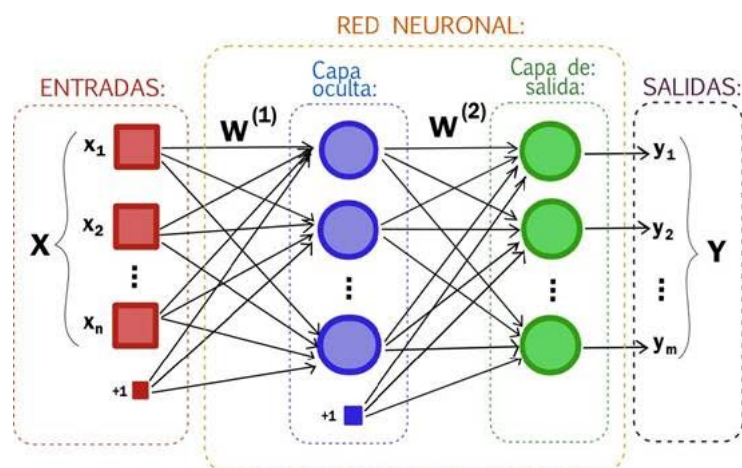 RED NEURONAL:
ENTRADAS:
Capa
oculta:
Capa de:
salida:
SALIDAS:
W(1)
W(2)
x1
y1
x2
y2
X
Y
⋮
⋮
⋮
⋮
xn
ym
+1
+1